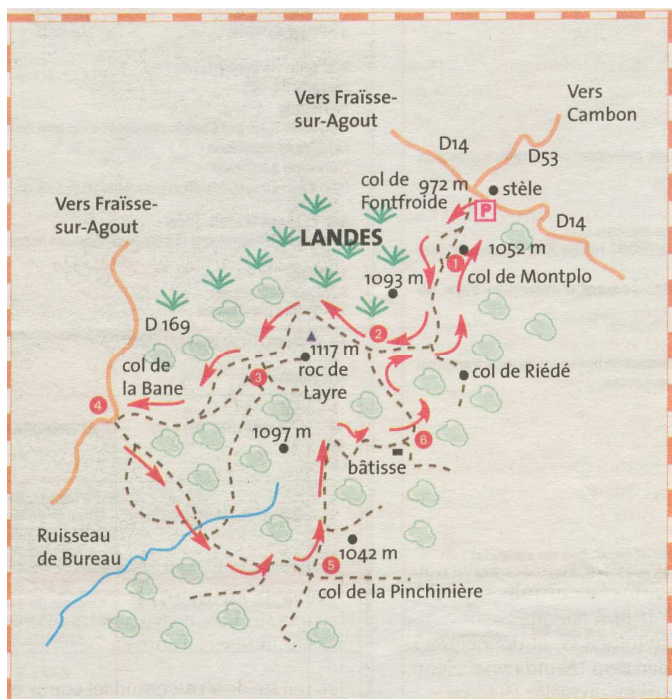 Vers Fraïsse-
sur-Agout
Vers
Cambon
D14
D53
col de
Fontfroide
972 m
stèle
P
D14
Vers Fraïsse-
sur-Agout
LANDES
1052 m
1
col de Montplo
1093 m
D 169
2
1117 m
roc de
Layre
3
col de
la Bane
col de Riédé
4
6
1097 m
bâtisse
Ruisseau
de Bureau
1042 m
5
col de la Pinchinière